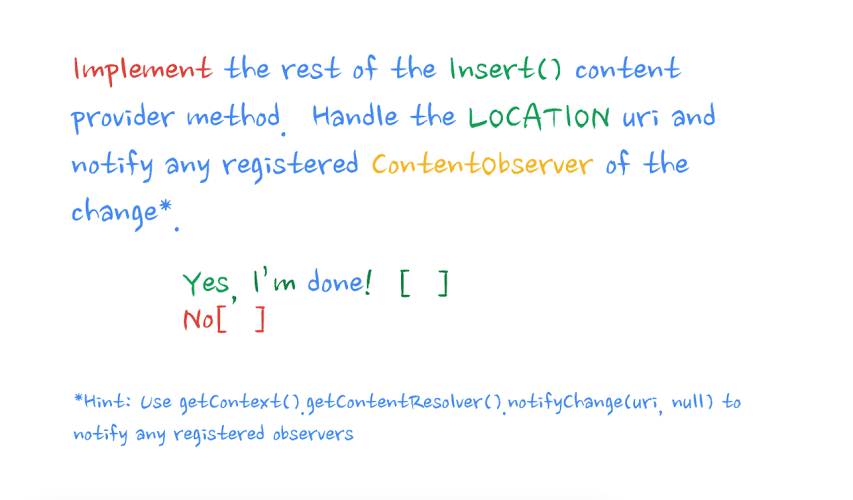 Implement the rest of the Insert() content
provider method. Handle the LOCATION uri and
notify any registered ContentObserver of the
change*.
Yes, I'm done! [ ]
No[ ]
*Hint: Use getContext().getContentResolver().notifyChange(uri, null) to
notify any registered observers